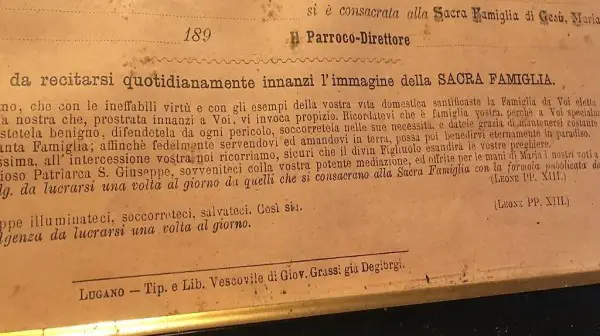 si è consacrata alla Sacra Famiglia di Gesù, Maria
189
Il Parroco-Direttore
da recitarsi quotidianamente innanzi l'immagine della SACRA FAMIGLIA.
che con le ineffabili virtù e con gli esempi della vostra vita domestica santificaste la Famiglia da Voi eletta
a nostra che, prostrata innanzi a Voi, vi invoca propizio. Ricordatevi che è famiglia vostra, perchè a Voi
benigno, difendetela da ogni pericolo, soccorretela nelle sue necessità, e datele grazia di mantenersi costante
anta Famiglia; affinchè fedelmente servendovi ed amandovi in terra, possa poi benedirvi eternamente in paradiso.
ssima, all'intercessione vostra noi ricorriamo, sicuri che il divin Figliuolo esaudirà le vostre preghiere.
ioso Patriarca S. Giuseppe, sovveniteci colla vostra potente mediazione, ed offrite per le mani di Maria i nostri voti a
dg. da lucrarsi una volta al giorno da quelli che si consacrano alla Sacra Famiglia con la formola pubblicata da
(LEONE PP. XIII.)
ppe illuminateci, soccorreteci, salvateci. Così sia.
(LEONE PP. XIII.)
lgenza da lucrarsi una volta al giorno.
LUGANO — Tip. e Lib. Vescovile di Giov. Grassi già Degiorgi.